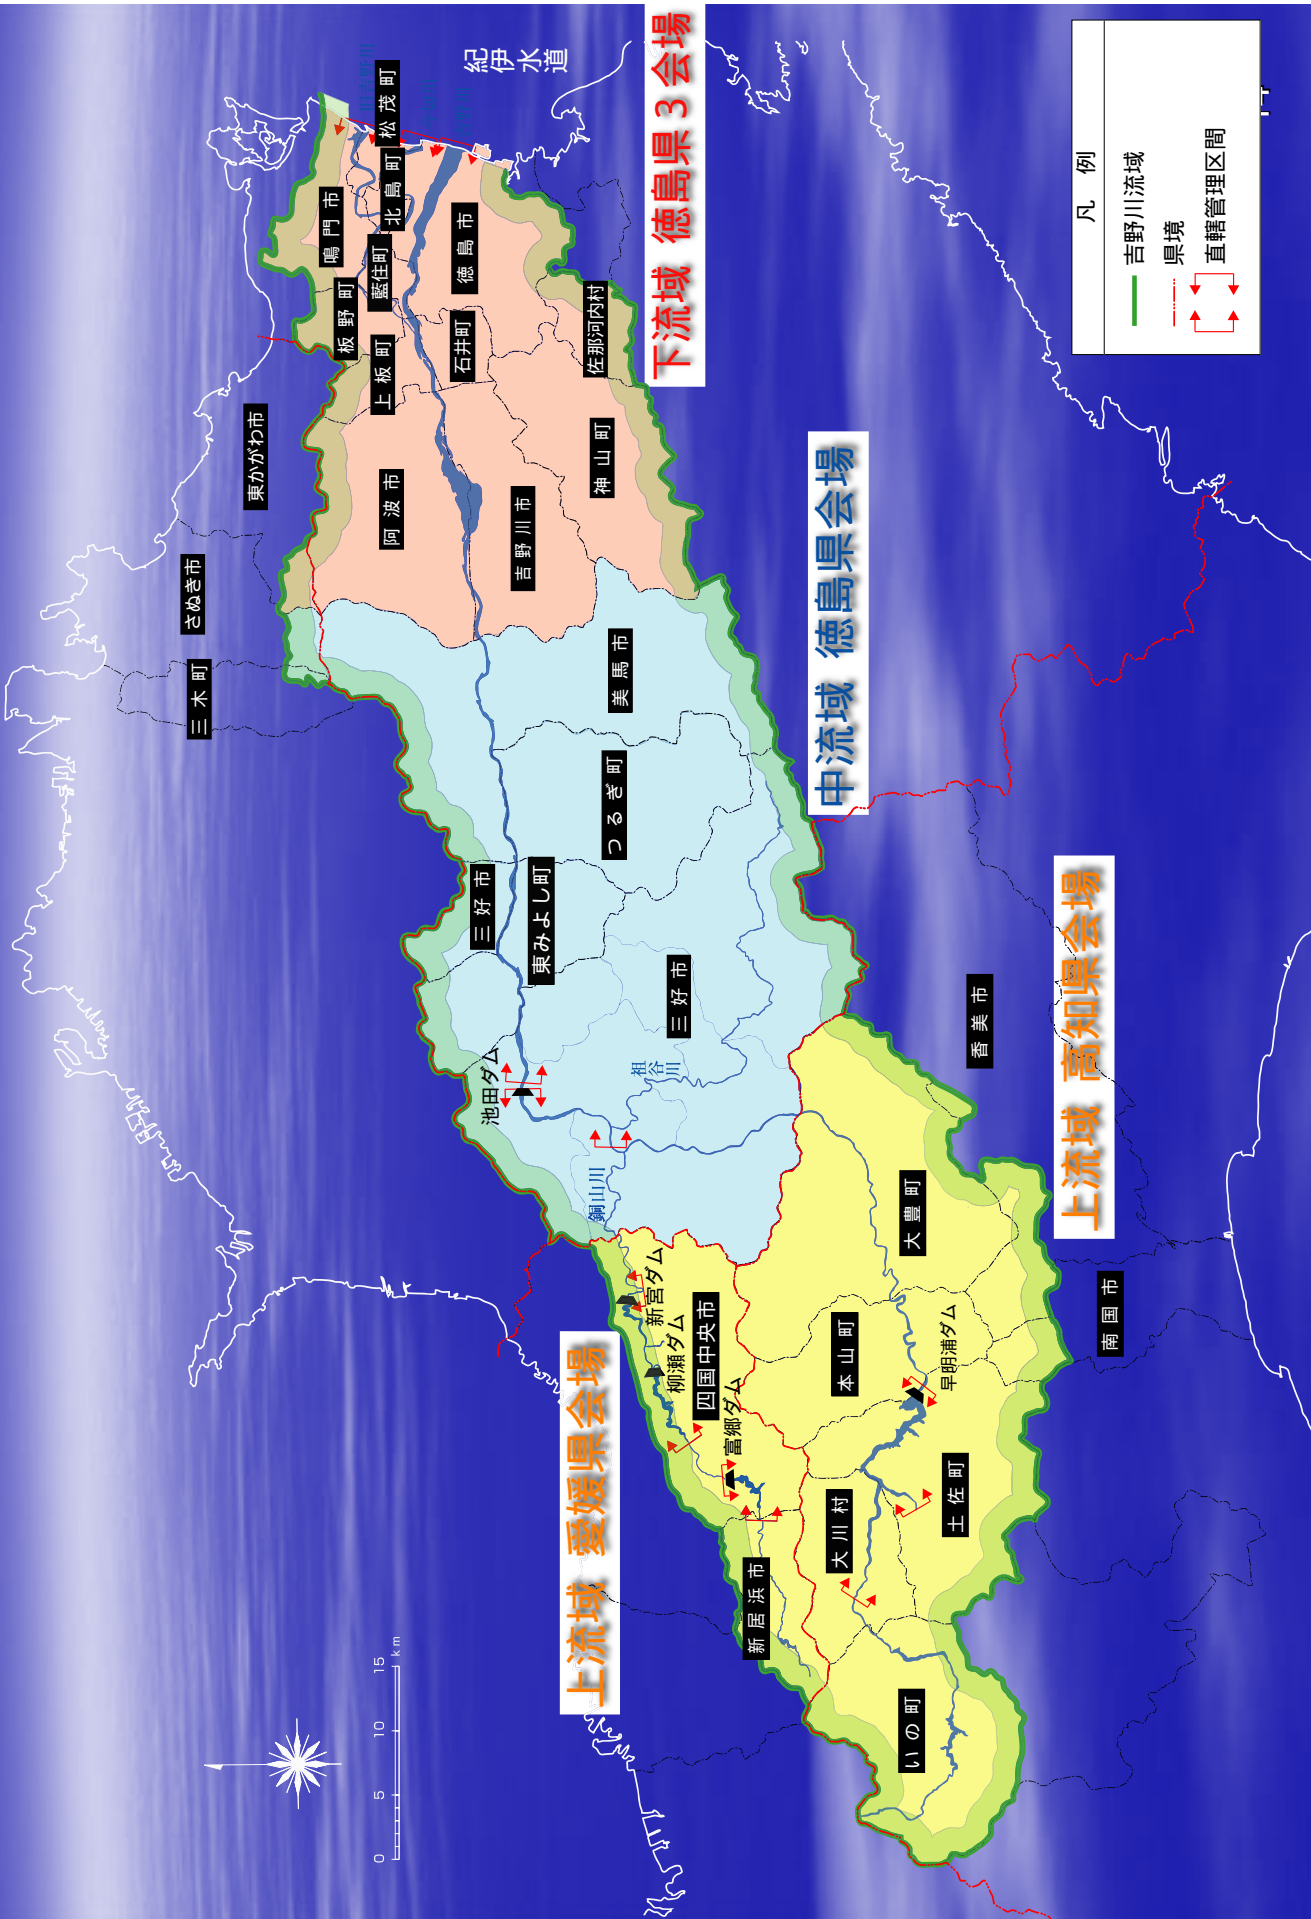 紀伊水道
旧吉野川
松茂町
北島町
鳴門市
藍住町
徳島市
板野町
上板町
石井町
佐那河内村
下流域 徳島県3会場
凡例
吉野川流域
県境
直轄管理区間
東かがわ市
阿波市
吉野川市
神山町
さぬき市
三木町
美馬市
つるぎ町
中流域 徳島県会場
三好市
東みよし町
三好市
池田ダム
祖谷川
銅山川
香美市
上流域 高知県会場
大豊町
新宮ダム
柳瀬ダム
四国中央市
富郷ダム
本山町
早明浦ダム
南国市
上流域 愛媛県会場
大川村
土佐町
新居浜市
いの町
0 5 10 15 km